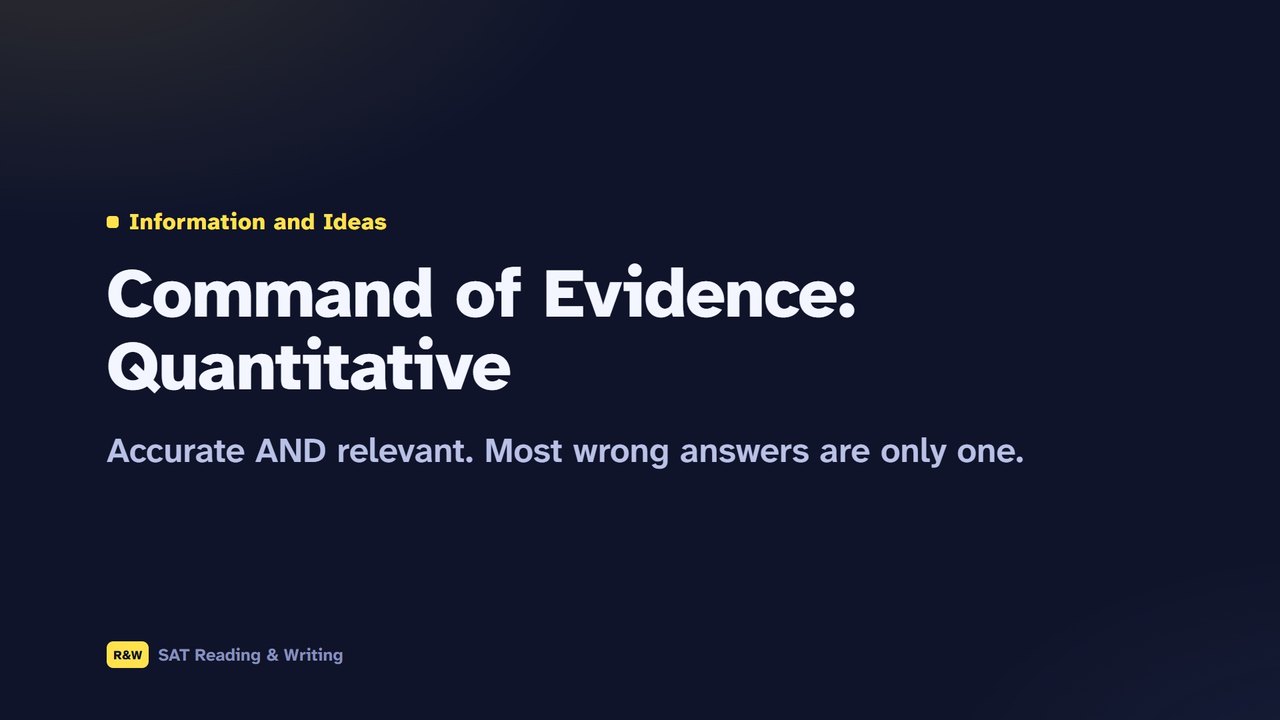 Information and Ideas
Command of Evidence:
Quantitative
Accurate AND relevant. Most wrong answers are only one.
R&W SAT Reading & Writing